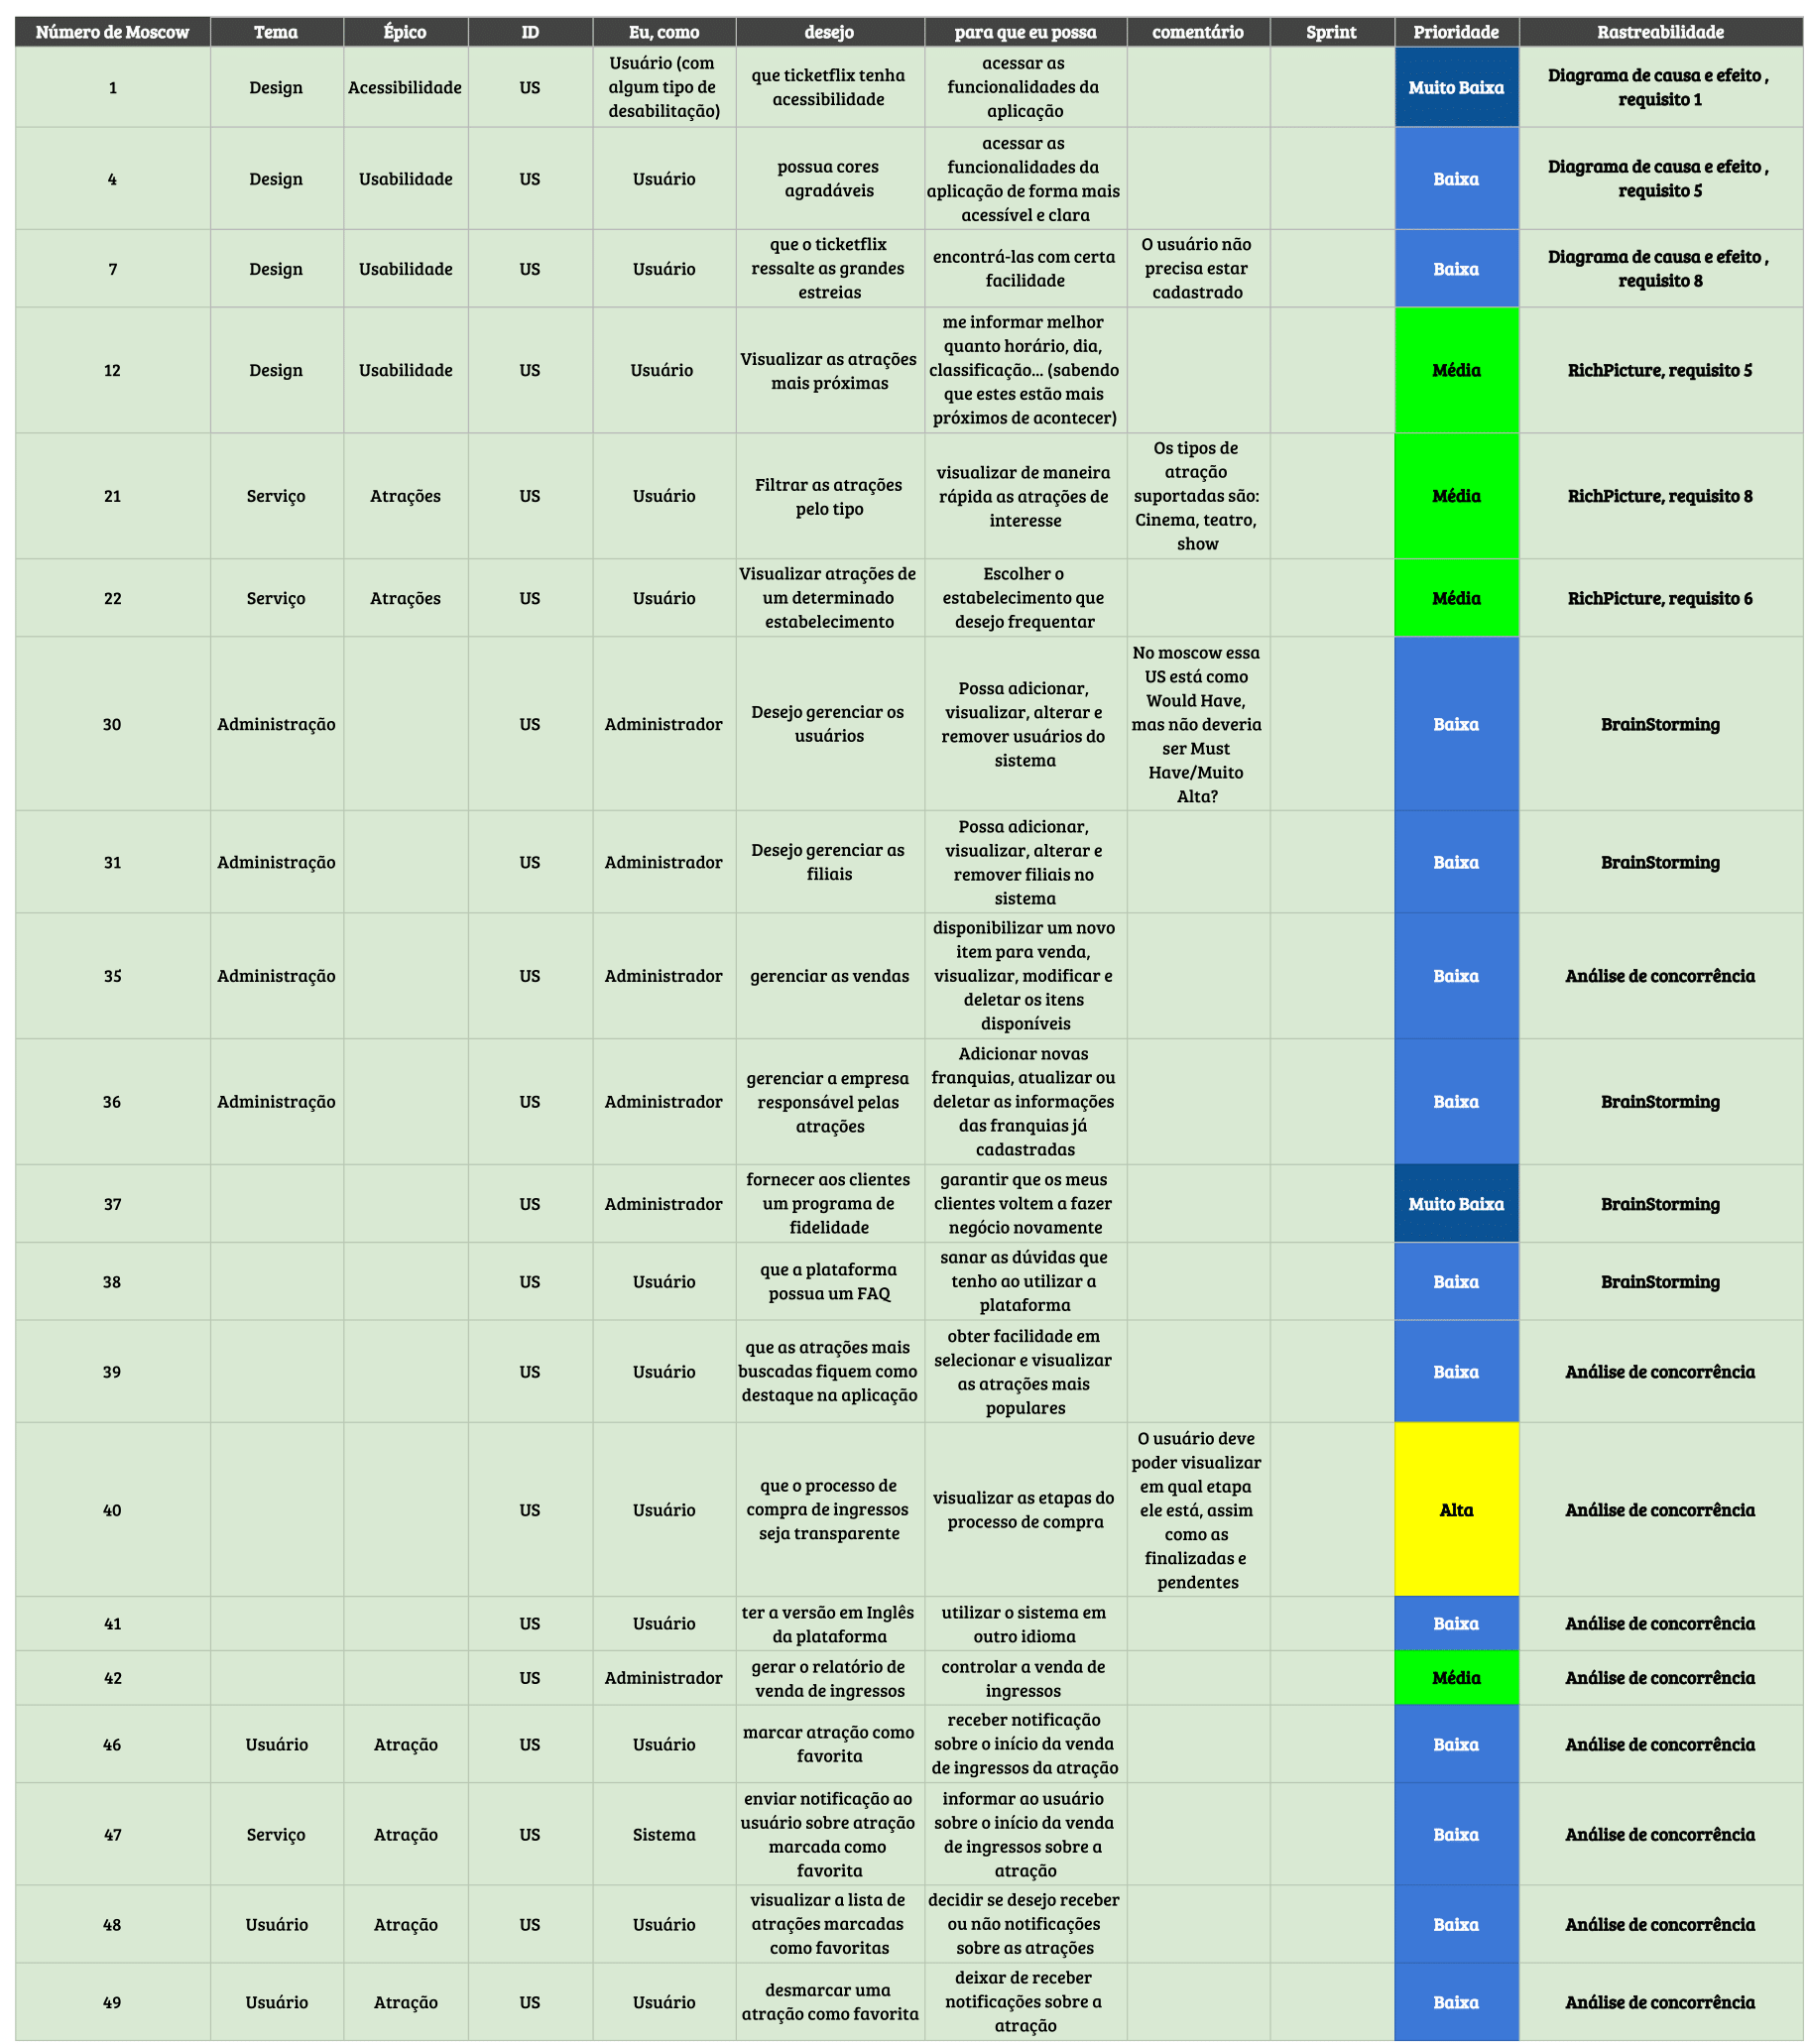 Número de Moscow Tema Épico ID Eu, como desejo para que eu possa comentário Sprint Prioridade Rastreabilidade
1
Design
Acessibilidade
US
Usuário (com
algum tipo de
desabilitação)
que ticketflix tenha
acessibilidade
acessar as
funcionalidades da
aplicação
Muito Baixa
Diagrama de causa e efeito ,
requisito 1
4
Design
Usabilidade
US
Usuário
possua cores
agradáveis
acessar as
funcionalidades da
aplicação de forma mais
acessível e clara
Baixa
Diagrama de causa e efeito ,
requisito 5
7
Design
Usabilidade
US
Usuário
que o ticketflix
ressalte as grandes
estreias
encontrá-las com certa
facilidade
O usuário não
precisa estar
cadastrado
Baixa
Diagrama de causa e efeito ,
requisito 8
12
Design
Usabilidade
US
Usuário
Visualizar as atrações
mais próximas
me informar melhor
quanto horário, dia,
classificação... (sabendo
que estes estão mais
próximos de acontecer)
Média
RichPicture, requisito 5
21
Serviço
Atrações
US
Usuário
Filtrar as atrações
pelo tipo
visualizar de maneira
rápida as atrações de
interesse
Os tipos de
atração
suportadas são:
Cinema, teatro,
show
Média
RichPicture, requisito 8
22
Serviço
Atrações
US
Usuário
Visualizar atrações de
um determinado
estabelecimento
Escolher o
estabelecimento que
desejo frequentar
Média
RichPicture, requisito 6
30
Administração
US
Administrador
Desejo gerenciar os
usuários
Possa adicionar,
visualizar, alterar e
remover usuários do
sistema
No moscow essa
US está como
Would Have,
mas não deveria
ser Must
Have/Muito
Alta?
Baixa
BrainStorming
31
Administração
US
Administrador
Desejo gerenciar as
filiais
Possa adicionar,
visualizar, alterar e
remover filiais no
sistema
Baixa
BrainStorming
35
Administração
US
Administrador
gerenciar as vendas
disponibilizar um novo
item para venda,
visualizar, modificar e
deletar os itens
disponíveis
Baixa
Análise de concorrência
36
Administração
US
Administrador
gerenciar a empresa
responsável pelas
atrações
Adicionar novas
franquias, atualizar ou
deletar as informações
das franquias já
cadastradas
Baixa
BrainStorming
37
US
Administrador
fornecer aos clientes
um programa de
fidelidade
garantir que os meus
clientes voltem a fazer
negócio novamente
Muito Baixa
BrainStorming
38
US
Usuário
que a plataforma
possua um FAQ
sanar as dúvidas que
tenho ao utilizar a
plataforma
Baixa
BrainStorming
39
US
Usuário
que as atrações mais
buscadas fiquem como
destaque na aplicação
obter facilidade em
selecionar e visualizar
as atrações mais
populares
Baixa
Análise de concorrência
40
US
Usuário
que o processo de
compra de ingressos
seja transparente
visualizar as etapas do
processo de compra
O usuário deve
poder visualizar
em qual etapa
ele está, assim
como as
finalizadas e
pendentes
Alta
Análise de concorrência
41
US
Usuário
ter a versão em Inglês
da plataforma
utilizar o sistema em
outro idioma
Baixa
Análise de concorrência
42
US
Administrador
gerar o relatório de
venda de ingressos
controlar a venda de
ingressos
Média
Análise de concorrência
46
Usuário
Atração
US
Usuário
marcar atração como
favorita
receber notificação
sobre o início da venda
de ingressos da atração
Baixa
Análise de concorrência
47
Serviço
Atração
US
Sistema
enviar notificação ao
usuário sobre atração
marcada como
favorita
informar ao usuário
sobre o início da venda
de ingressos sobre a
atração
Baixa
Análise de concorrência
48
Usuário
Atração
US
Usuário
visualizar a lista de
atrações marcadas
como favoritas
decidir se desejo receber
ou não notificações
sobre as atrações
Baixa
Análise de concorrência
49
Usuário
Atração
US
Usuário
desmarcar uma
atração como favorita
deixar de receber
notificações sobre a
atração
Baixa
Análise de concorrência